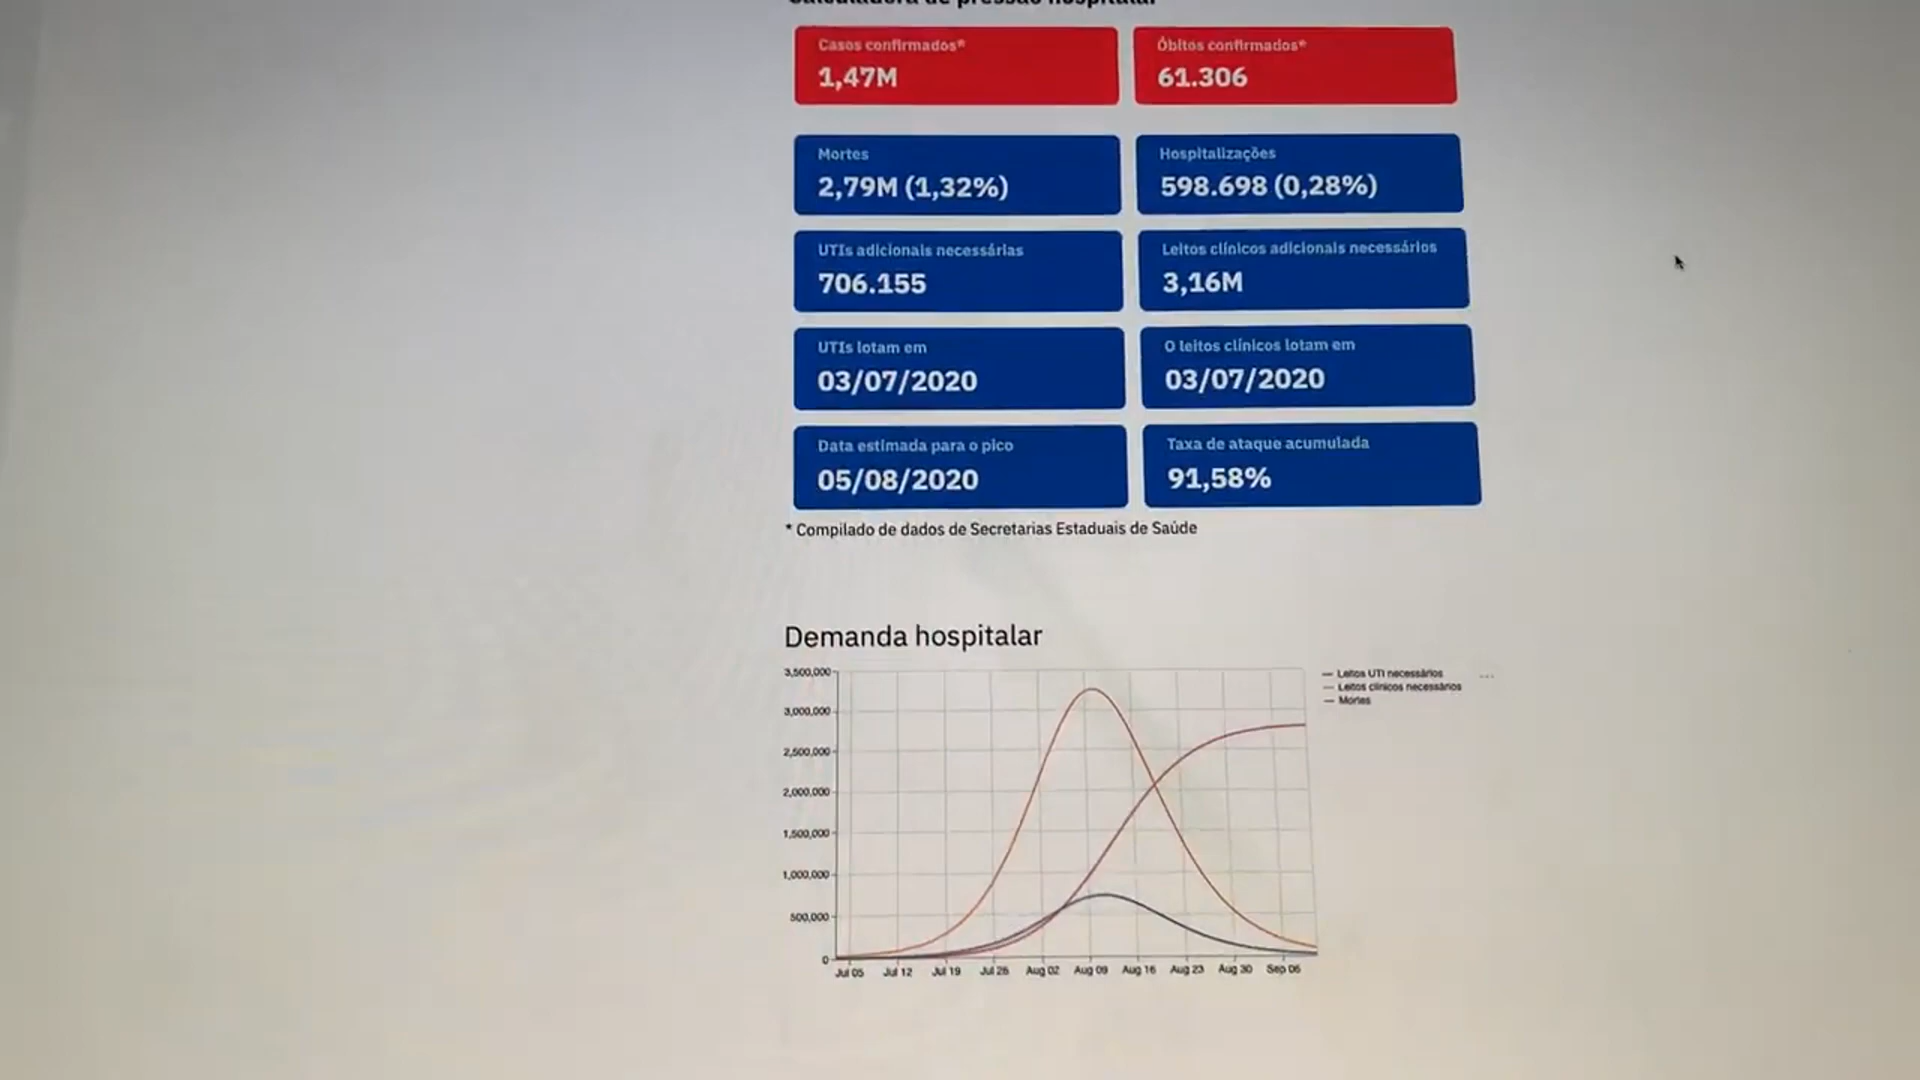 Calculadora de pressão hospitalar
Casos confirmados*
1,47M
Óbitos confirmados*
61.306
Mortes
2,79M (1,32%)
Hospitalizações
598.698 (0,28%)
UTIs adicionais necessárias
706.155
Leitos clínicos adicionais necessários
3,16M
UTIs lotam em
03/07/2020
O leitos clínicos lotam em
03/07/2020
Data estimada para o pico
05/08/2020
Taxa de ataque acumulada
91,58%
* Compilado de dados de Secretarias Estaduais de Saúde
Demanda hospitalar
3,500,000
3,000,000
2,500,000
2,000,000
1,500,000
1,000,000
500,000
0
Jul 05 Jul 12 Jul 19 Jul 26 Aug 02 Aug 09 Aug 16 Aug 23 Aug 30 Sep 06
Leitos UTI necessários
Leitos clínicos necessários
Mortes